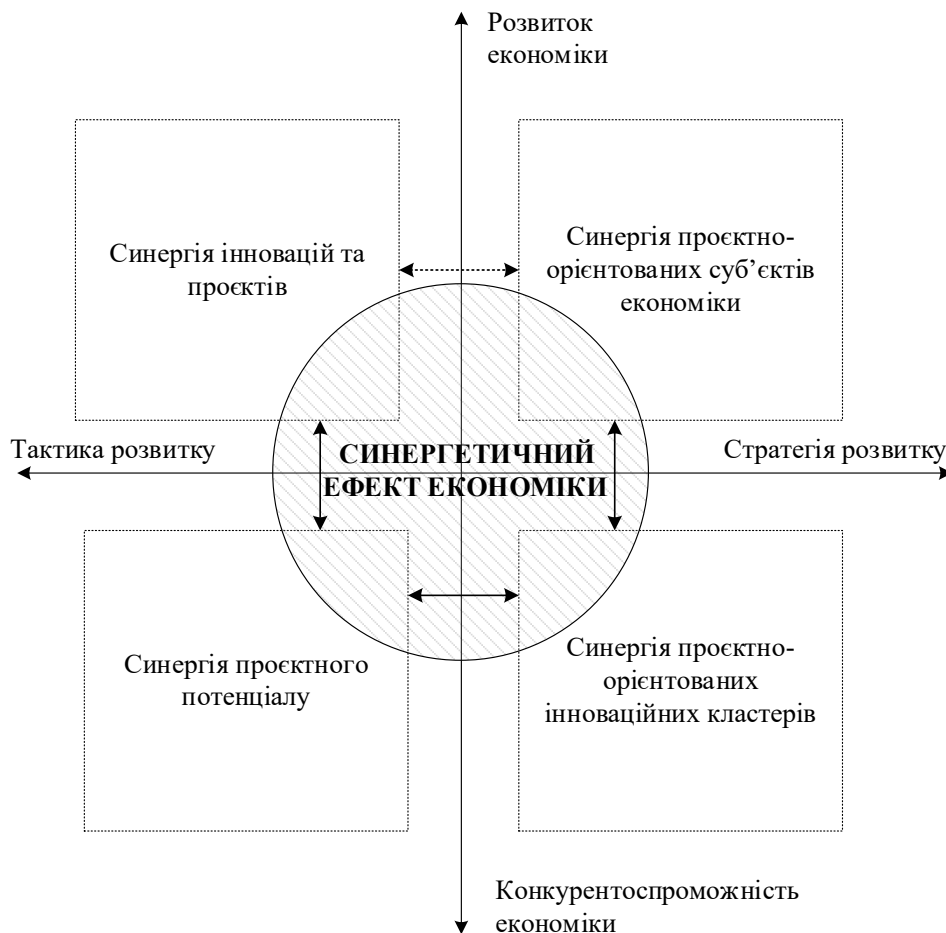 Розвиток
економіки
Синергія інновацій та
проєктів
Синергія проєктно-
орієнтованих суб’єктів
економіки
Тактика розвитку
СИНЕРГЕТИЧНИЙ
ЕФЕКТ ЕКОНОМІКИ
Стратегія розвитку
Синергія проєктного
потенціалу
Синергія проєктно-
орієнтованих
інноваційних кластерів
Конкурентоспроможність
економіки